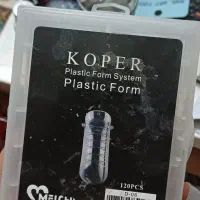 KOPER
Plastic Form System
Plastic Form
120PCS